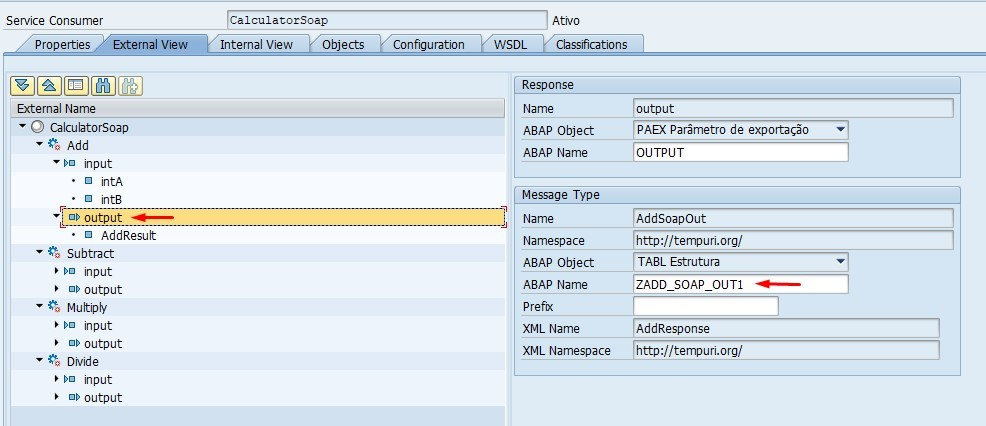 Service Consumer CalculatorSoap Ativo
Properties External View Internal View Objects Configuration WSDL Classifications
External Name
CalculatorSoap
Add
input
intA
intB
output
AddResult
Subtract
input
output
Multiply
input
output
Divide
input
output
Response
Name output
ABAP Object PAEX Parâmetro de exportação
ABAP Name OUTPUT
Message Type
Name AddSoapOut
Namespace http://tempuri.org/
ABAP Object TABL Estrutura
ABAP Name ZADD_SOAP_OUT1
Prefix
XML Name AddResponse
XML Namespace http://tempuri.org/